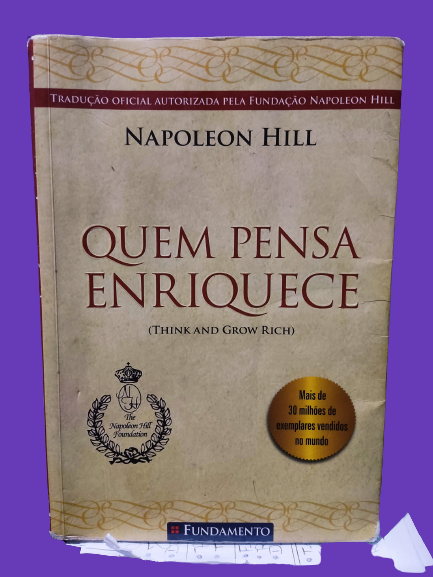 TRADUÇÃO OFICIAL AUTORIZADA PELA FUNDAÇÃO NAPOLEON HILL
NAPOLEON HILL
QUEM PENSA
ENRIQUECE
(THINK AND GROW RICH)
NH
The
Napoleon Hill
Foundation
Mais de
30 milhões de
exemplares vendidos
no mundo
FUNDAMENTO